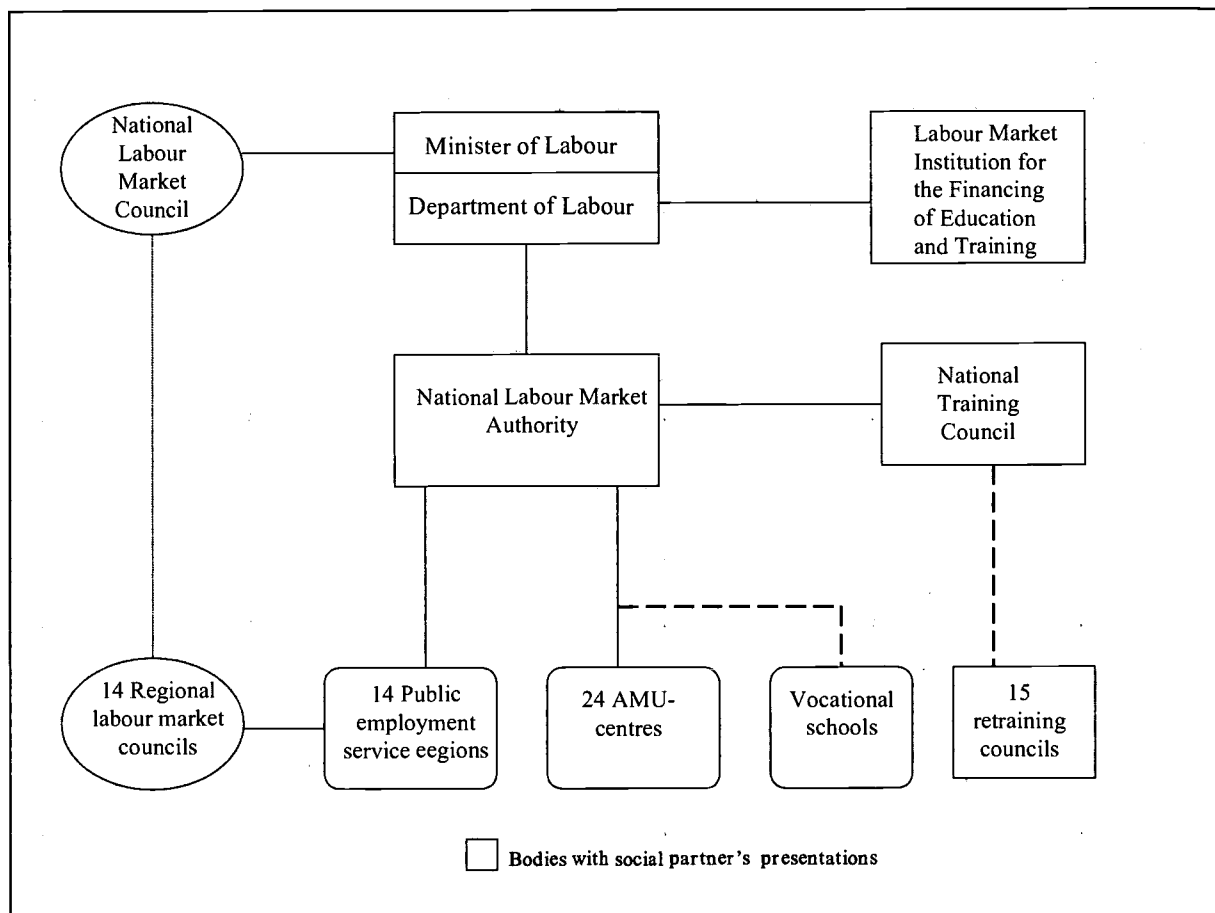 National
Labour
Market
Council
Minister of Labour
Department of Labour
Labour Market
Institution for
the Financing
of Education
and Training
National Labour Market
Authority
National
Training
Council
14 Regional
labour market
councils
14 Public
employment
service eegions
24 AMU-
centres
Vocational
schools
15
retraining
councils
Bodies with social partner's presentations